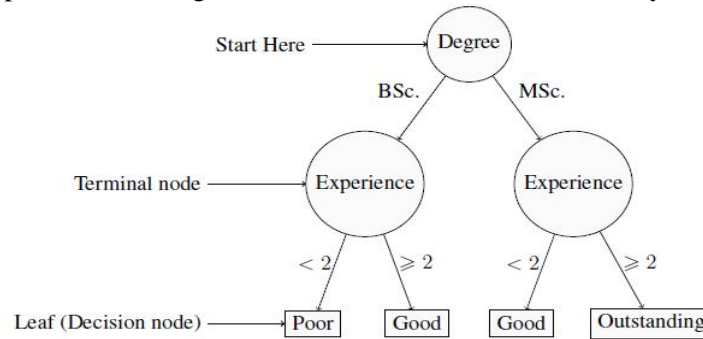 Start Here
Degree
BSc.
MSc.
Terminal node
Experience
Experience
< 2
⩾ 2
< 2
⩾ 2
Leaf (Decision node)
Poor
Good
Good
Outstanding